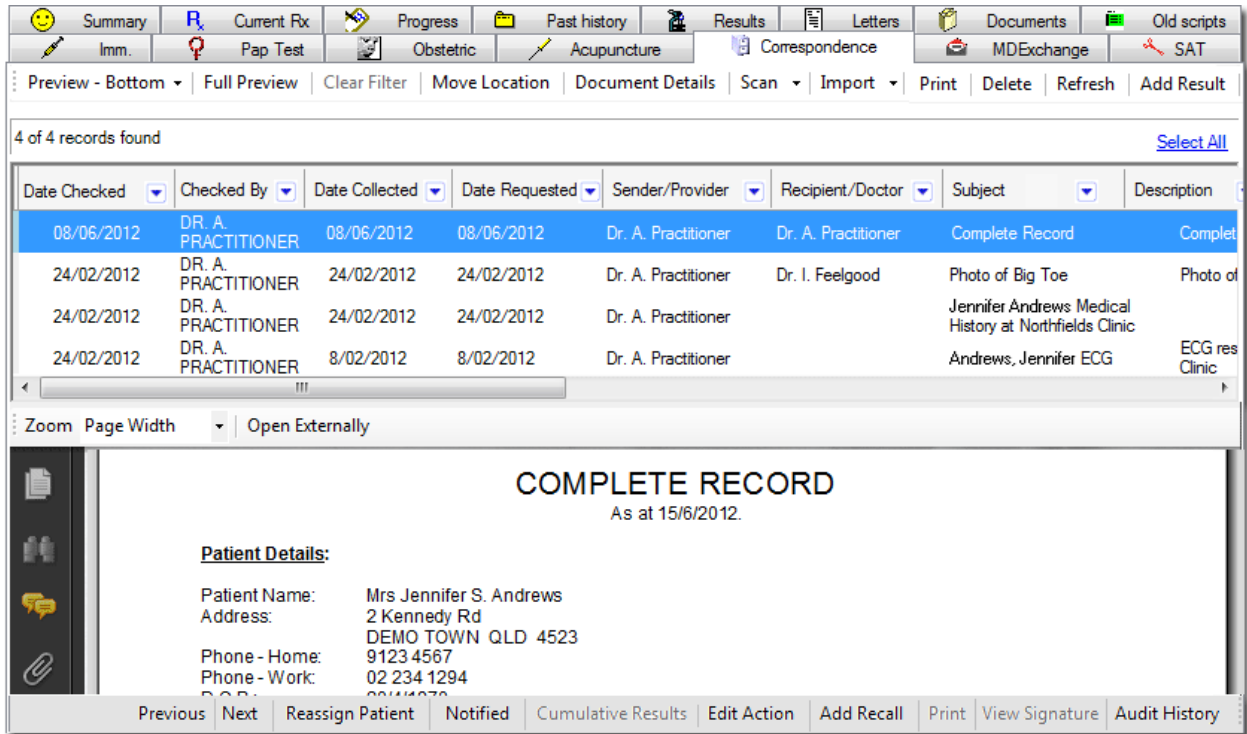 Summary Current Rx Progress Past history Results Letters Documents Old scripts
Imm. Pap Test Obstetric Acupuncture Correspondence MDExchange SAT
Preview - Bottom Full Preview Clear Filter Move Location Document Details Scan Import Print Delete Refresh Add Result
4 of 4 records found
Select All
Date Checked Checked By Date Collected Date Requested Sender/Provider Recipient/Doctor Subject Description
08/06/2012 DR. A. PRACTITIONER 08/06/2012 08/06/2012 Dr. A. Practitioner Dr. A. Practitioner Complete Record Complet
24/02/2012 DR. A. PRACTITIONER 24/02/2012 24/02/2012 Dr. A. Practitioner Dr. I. Feelgood Photo of Big Toe Photo of
24/02/2012 DR. A. PRACTITIONER 24/02/2012 24/02/2012 Dr. A. Practitioner Jennifer Andrews Medical History at Northfields Clinic
24/02/2012 DR. A. PRACTITIONER 8/02/2012 8/02/2012 Dr. A. Practitioner Andrews, Jennifer ECG ECG res Clinic
Zoom Page Width Open Externally
COMPLETE RECORD
As at 15/6/2012.
Patient Details:
Patient Name: Mrs Jennifer S. Andrews
Address: 2 Kennedy Rd
DEMO TOWN QLD 4523
Phone - Home: 9123 4567
Phone - Work: 02 234 1294
Previous Next Reassign Patient Notified Cumulative Results Edit Action Add Recall Print View Signature Audit History